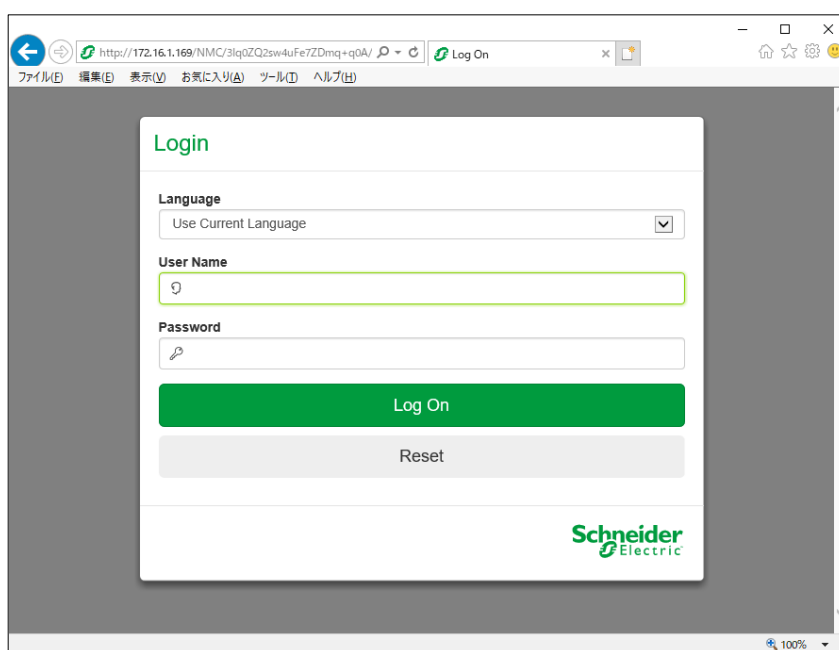 http://172.16.1.169/NMC/3lq0ZQ2sw4uFe7ZDmq+q0A/ Log On
ファイル(F) 編集(E) 表示(V) お気に入り(A) ツール(T) ヘルプ(H)
Login
Language
Use Current Language
User Name
Password
Log On
Reset
Schneider
Electric
100%